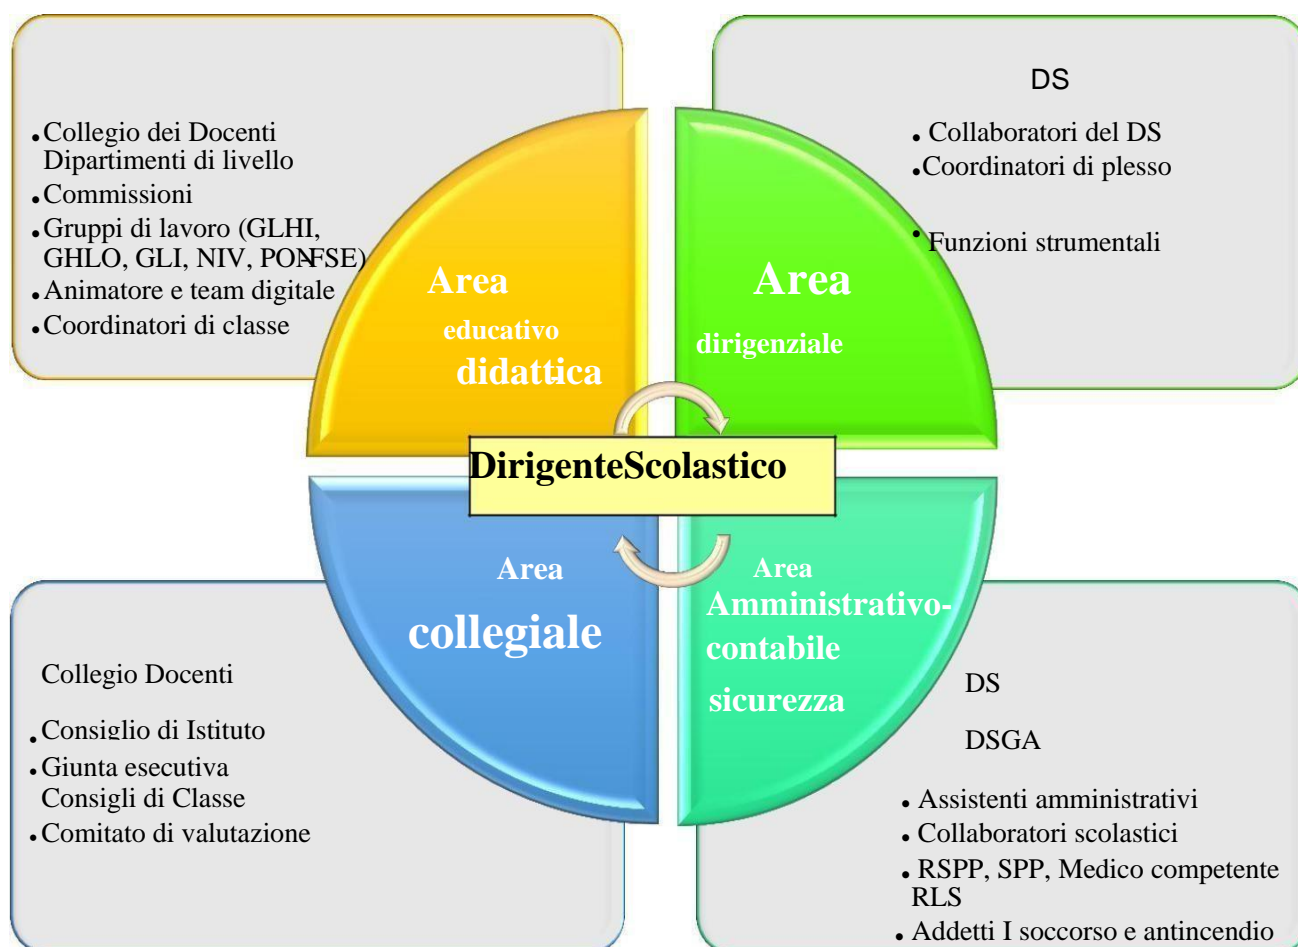 • Collegio dei Docenti
Dipartimenti di livello
• Commissioni
• Gruppi di lavoro (GLHI,
GHLO, GLI, NIV, PON-FSE)
• Animatore e team digitale
• Coordinatori di classe
DS
• Collaboratori del DS
• Coordinatori di plesso
• Funzioni strumentali
Area
educativo
didattica
-
Area
dirigenziale
DirigenteScolastico
Area
collegiale
Area
Amministrativo-
contabile
sicurezza
Collegio Docenti
• Consiglio di Istituto
• Giunta esecutiva
Consigli di Classe
• Comitato di valutazione
DS
DSGA
• Assistenti amministrativi
• Collaboratori scolastici
• RSPP, SPP, Medico competente
RLS
• Addetti I soccorso e antincendio